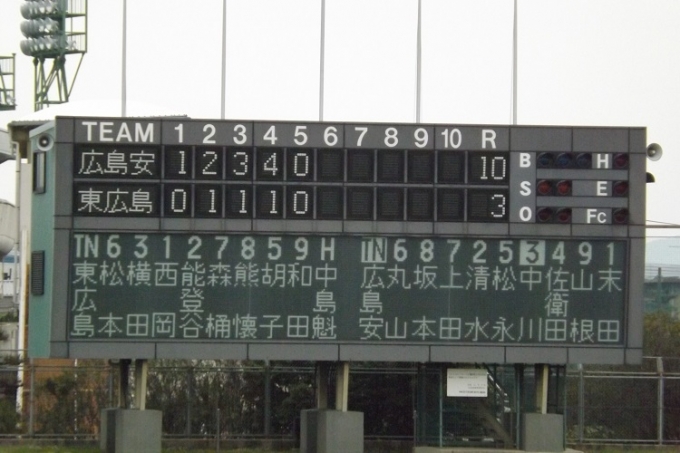 TEAM 1 2 3 4 5 6 7 8 9 10 R
広島安 1 2 3 4 0 10
東広島 0 1 1 1 0 3
B H
S E
O Fc
TN 6 3 1 2 7 8 5 9 H
東広島
松本
横田
西岡
能登谷
森桶
熊懐
胡子
和田
中島魁
TN 6 8 7 2 5 3 4 9 1
広島安
丸山
坂本
上田
清水
松永
中川
佐衛田
山根
末田